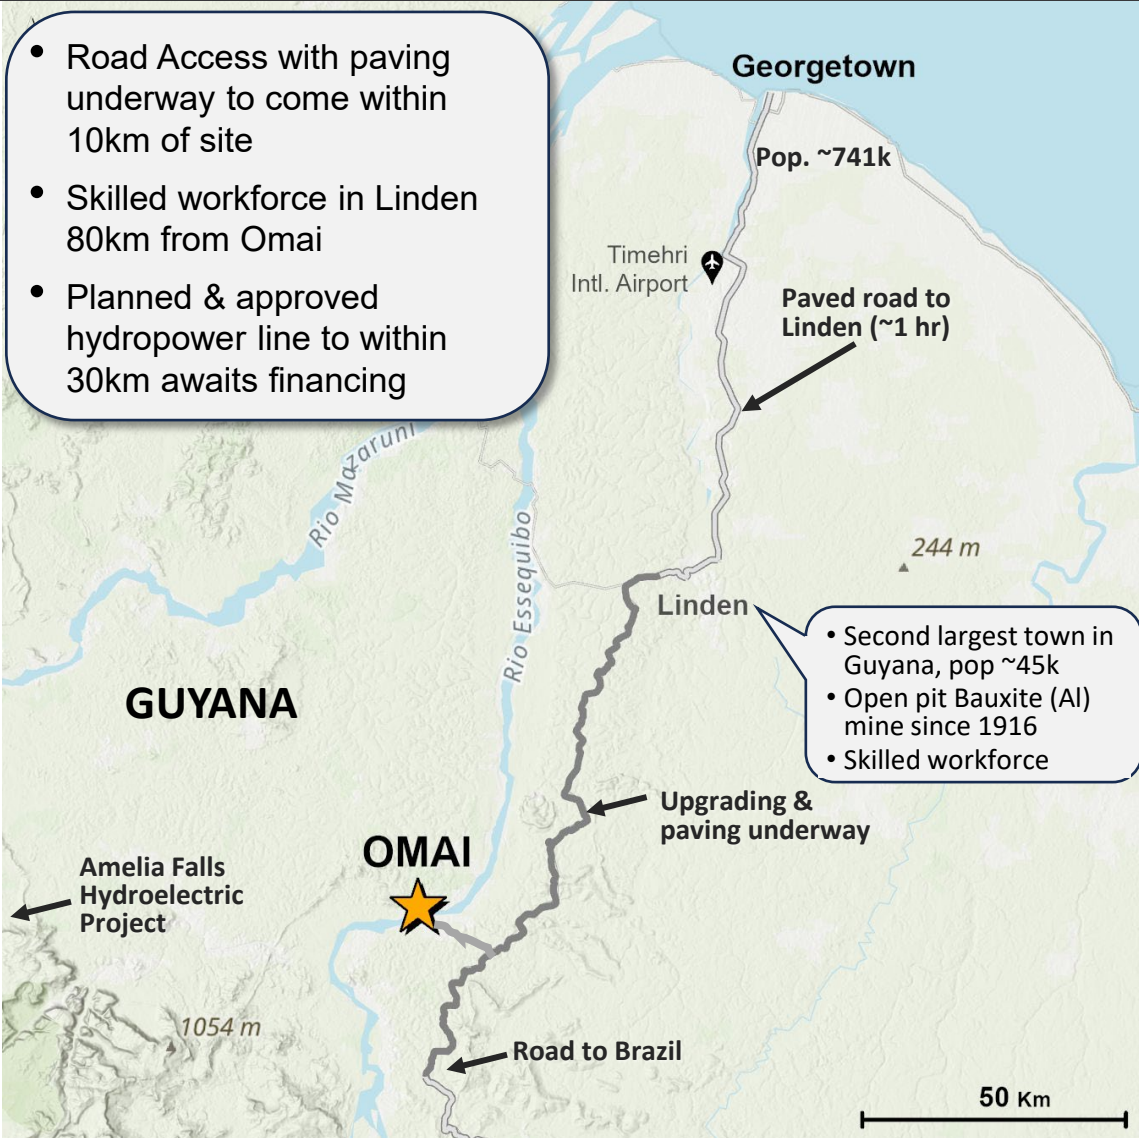 • Road Access with paving
underway to come within
10km of site
• Skilled workforce in Linden
80km from Omai
• Planned & approved
hydropower line to within
30km awaits financing
Georgetown
Pop. ~741k
Timehri
Intl. Airport
Paved road to
Linden (~1 hr)
Rio Mazaruni
Rio Essequibo
244 m
Linden
• Second largest town in
Guyana, pop ~45k
• Open pit Bauxite (Al)
mine since 1916
• Skilled workforce
GUYANA
Upgrading &
paving underway
OMAI
Amelia Falls
Hydroelectric
Project
1054 m
Road to Brazil
50 Km